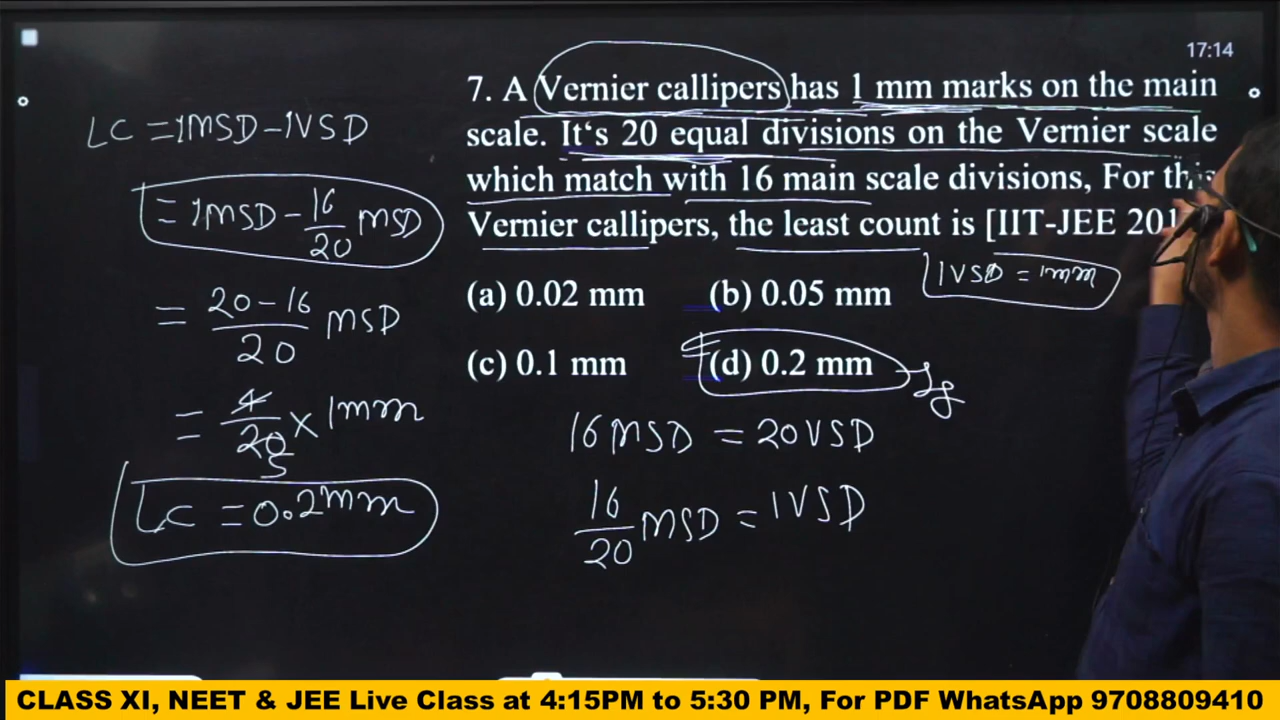 17:14
7. A Vernier callipers has 1 mm marks on the main
scale. It‘s 20 equal divisions on the Vernier scale
which match with 16 main scale divisions, For this
Vernier callipers, the least count is [IIT-JEE 201
(a) 0.02 mm (b) 0.05 mm
(c) 0.1 mm (d) 0.2 mm
1VSD = 1mm
16MSD = 20VSD
16/20 MSD = 1VSD
LC = 1MSD - 1VSD
= 1MSD - 16/20 MSD
= 20-16/20 MSD
= 4/20 × 1mm
5
LC = 0.2mm
CLASS XI, NEET & JEE Live Class at 4:15PM to 5:30 PM, For PDF WhatsApp 9708809410